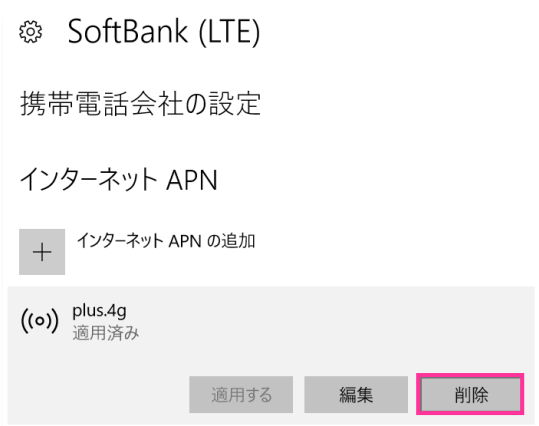 SoftBank (LTE)
携帯電話会社の設定
インターネット APN
インターネット APN の追加
plus.4g
適用済み
適用する 編集 削除